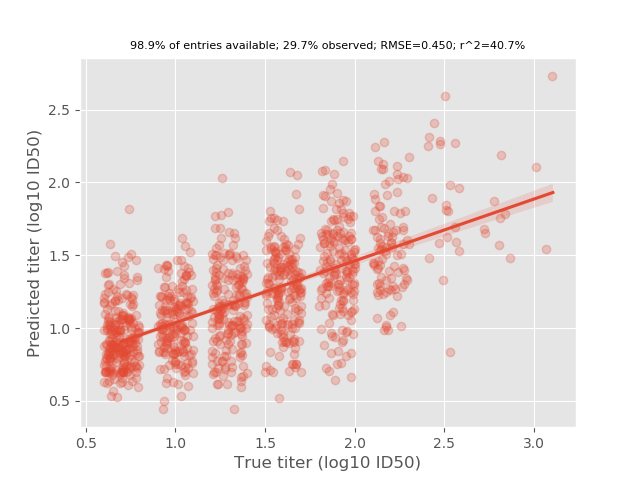 98.9% of entries available; 29.7% observed; RMSE=0.450; r^2=40.7%
2.5
2.0
1.5
1.0
0.5
Predicted titer (log10 ID50)
0.5 1.0 1.5 2.0 2.5 3.0
True titer (log10 ID50)